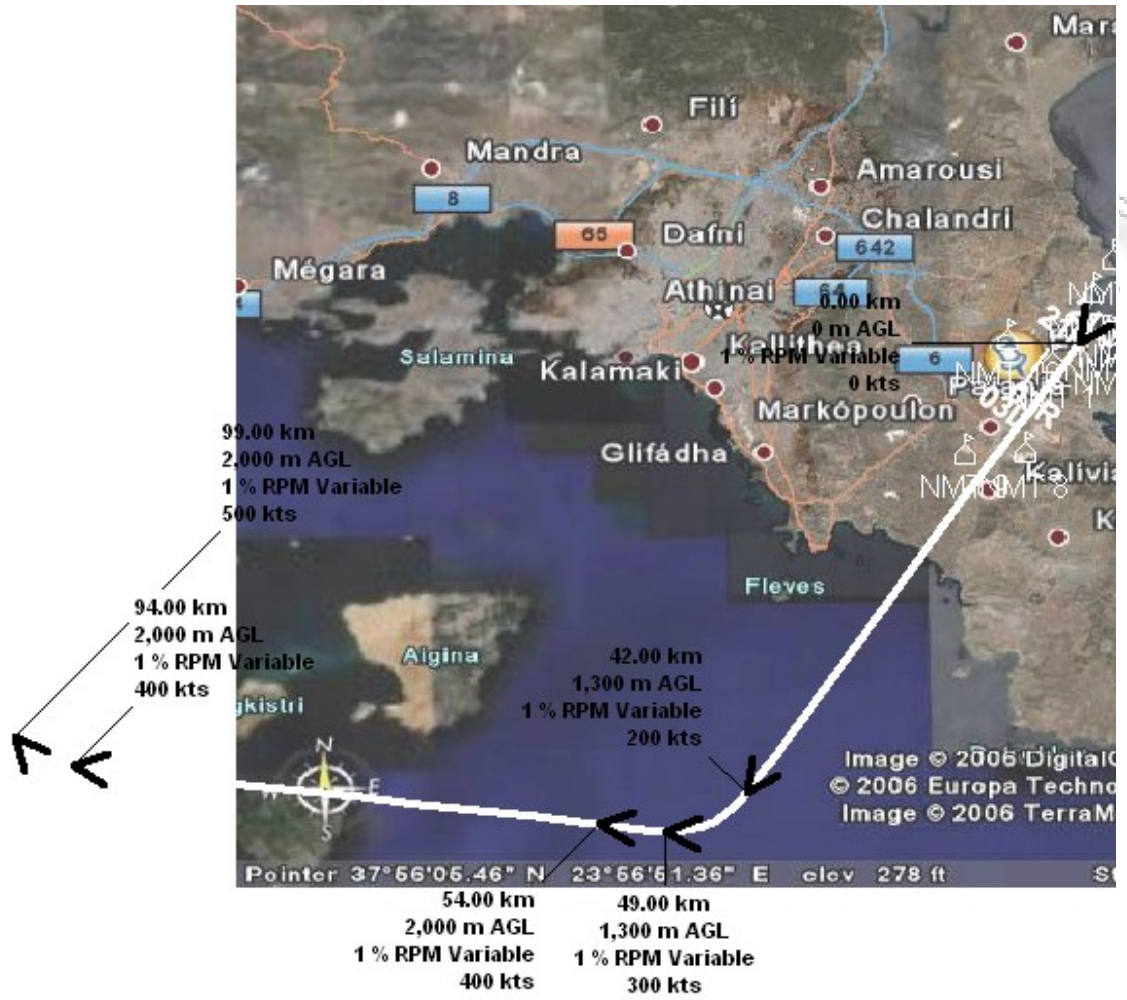 Mara
Filí
Mandra
Amarousi
8
Chalandri
65
Dafni
642
Mégara
Athinai
64
0.00 km
0 m AGL
1 % RPM Variable
0 kts
Kallithea
Salamina
Kalamaki
6
Markópoulon
Glifádha
Kalívia
99.00 km
2,000 m AGL
1 % RPM Variable
500 kts
K
Fleves
94.00 km
2,000 m AGL
1 % RPM Variable
400 kts
Aigina
gkistri
42.00 km
1,300 m AGL
1 % RPM Variable
200 kts
N
W E
S
Image © 2006 DigitalG
© 2006 Europa Techno
Image © 2006 TerraM
Pointer 37°56'05.46" N 23°56'51.36" E elev 278 ft
54.00 km
2,000 m AGL
1 % RPM Variable
400 kts
49.00 km
1,300 m AGL
1 % RPM Variable
300 kts